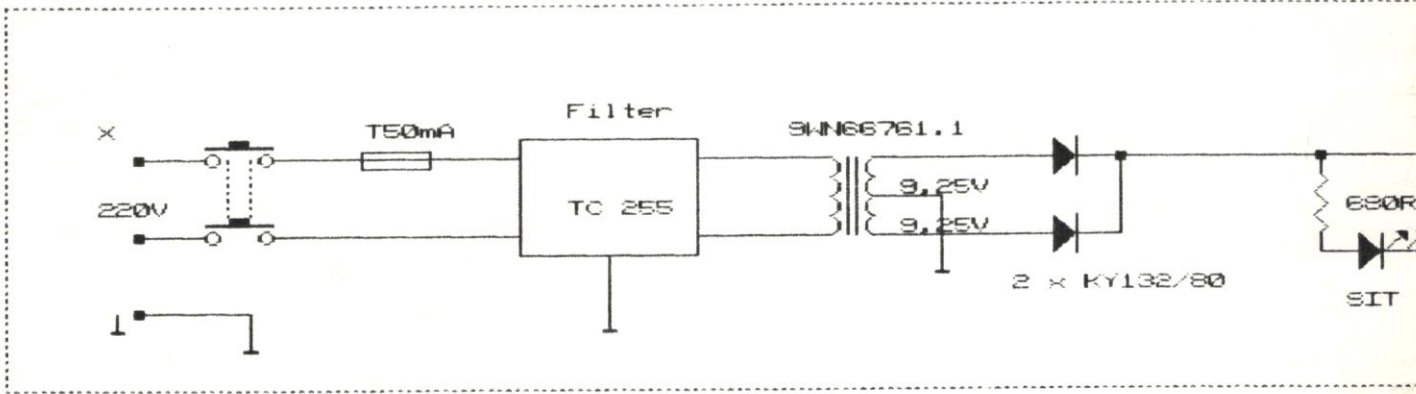 Filter
x
T50mA
9WN66761.1
220V
TC 255
9,25V
9,25V
680R
2 x KY132/80
SIT